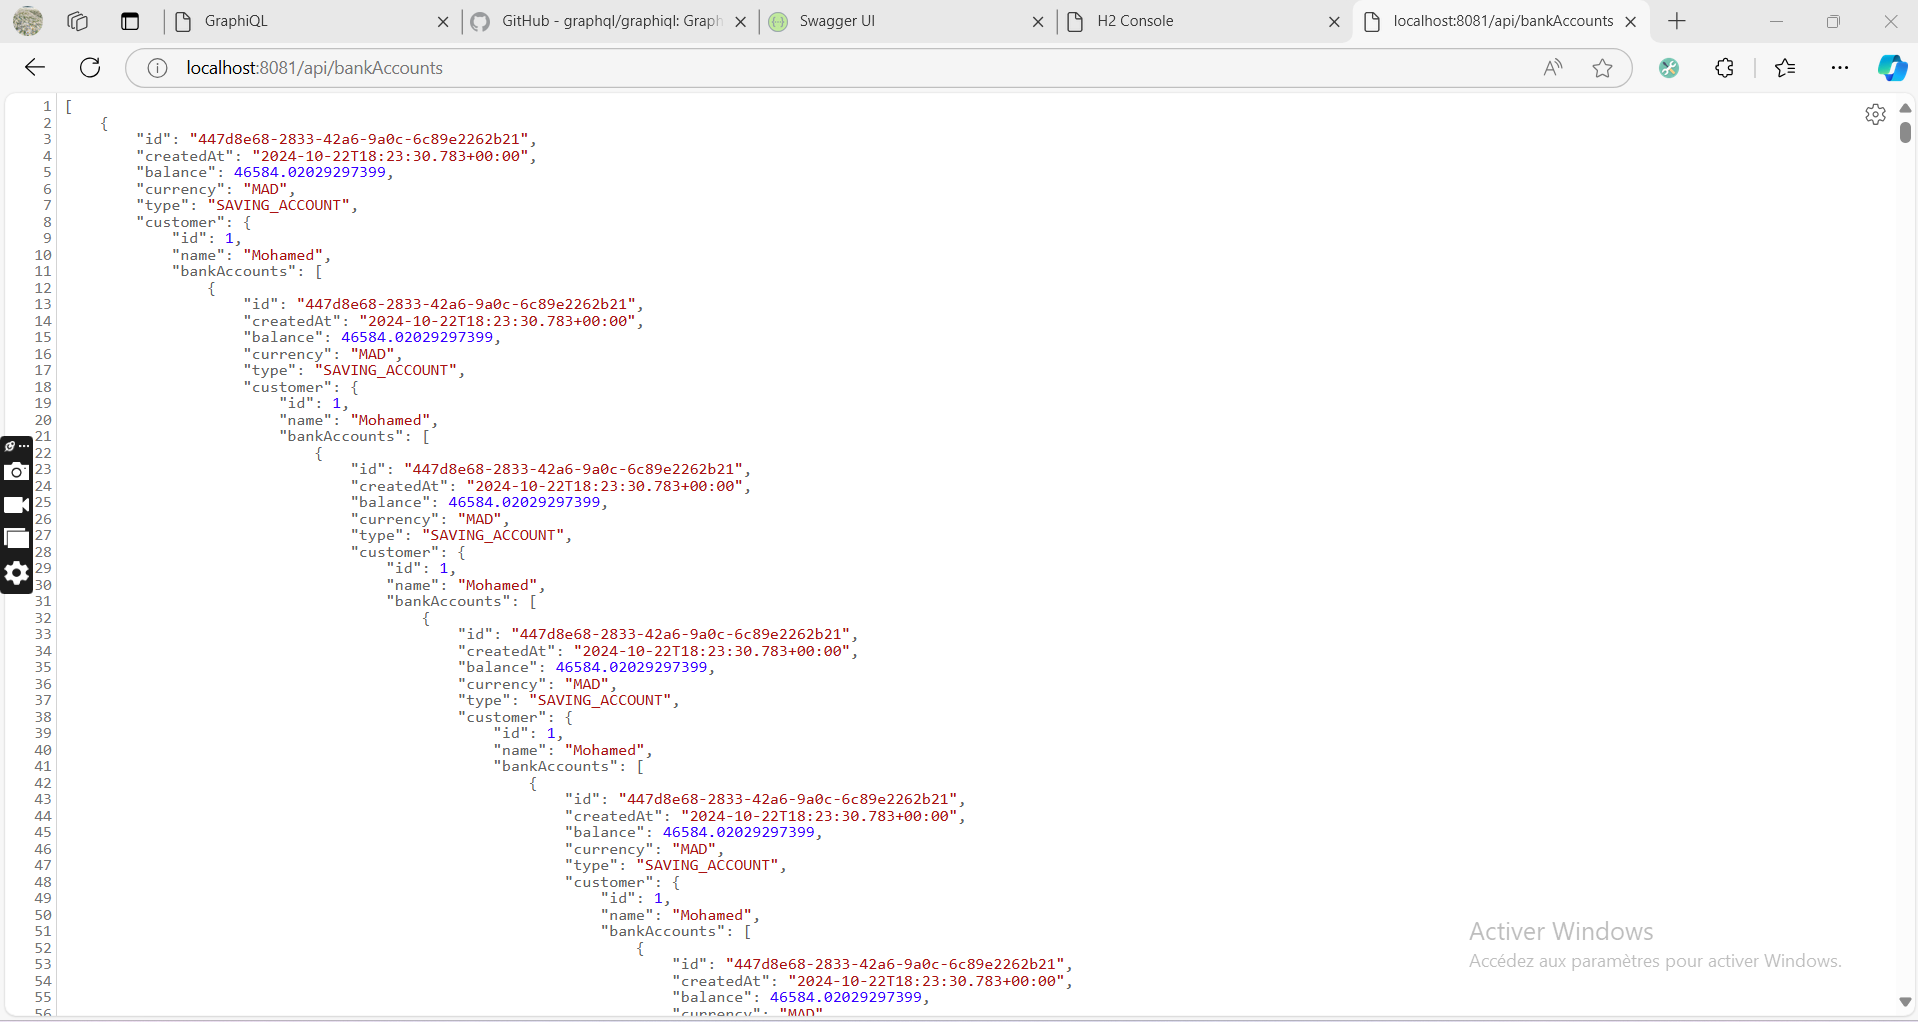 GraphiQL
GitHub - graphql/graphiql: Graph
Swagger UI
H2 Console
localhost:8081/api/bankAccounts
localhost:8081/api/bankAccounts
1 [
2 {
3 "id": "447d8e68-2833-42a6-9a0c-6c89e2262b21",
4 "createdAt": "2024-10-22T18:23:30.783+00:00",
5 "balance": 46584.02029297399,
6 "currency": "MAD",
7 "type": "SAVING_ACCOUNT",
8 "customer": {
9 "id": 1,
10 "name": "Mohamed",
11 "bankAccounts": [
12 {
13 "id": "447d8e68-2833-42a6-9a0c-6c89e2262b21",
14 "createdAt": "2024-10-22T18:23:30.783+00:00",
15 "balance": 46584.02029297399,
16 "currency": "MAD",
17 "type": "SAVING_ACCOUNT",
18 "customer": {
19 "id": 1,
20 "name": "Mohamed",
21 "bankAccounts": [
22 {
23 "id": "447d8e68-2833-42a6-9a0c-6c89e2262b21",
24 "createdAt": "2024-10-22T18:23:30.783+00:00",
25 "balance": 46584.02029297399,
26 "currency": "MAD",
27 "type": "SAVING_ACCOUNT",
28 "customer": {
29 "id": 1,
30 "name": "Mohamed",
31 "bankAccounts": [
32 {
33 "id": "447d8e68-2833-42a6-9a0c-6c89e2262b21",
34 "createdAt": "2024-10-22T18:23:30.783+00:00",
35 "balance": 46584.02029297399,
36 "currency": "MAD",
37 "type": "SAVING_ACCOUNT",
38 "customer": {
39 "id": 1,
40 "name": "Mohamed",
41 "bankAccounts": [
42 {
43 "id": "447d8e68-2833-42a6-9a0c-6c89e2262b21",
44 "createdAt": "2024-10-22T18:23:30.783+00:00",
45 "balance": 46584.02029297399,
46 "currency": "MAD",
47 "type": "SAVING_ACCOUNT",
48 "customer": {
49 "id": 1,
50 "name": "Mohamed",
51 "bankAccounts": [
52 {
53 "id": "447d8e68-2833-42a6-9a0c-6c89e2262b21",
54 "createdAt": "2024-10-22T18:23:30.783+00:00",
55 "balance": 46584.02029297399,
56 "currency": "MAD"
Activer Windows
Accédez aux paramètres pour activer Windows.